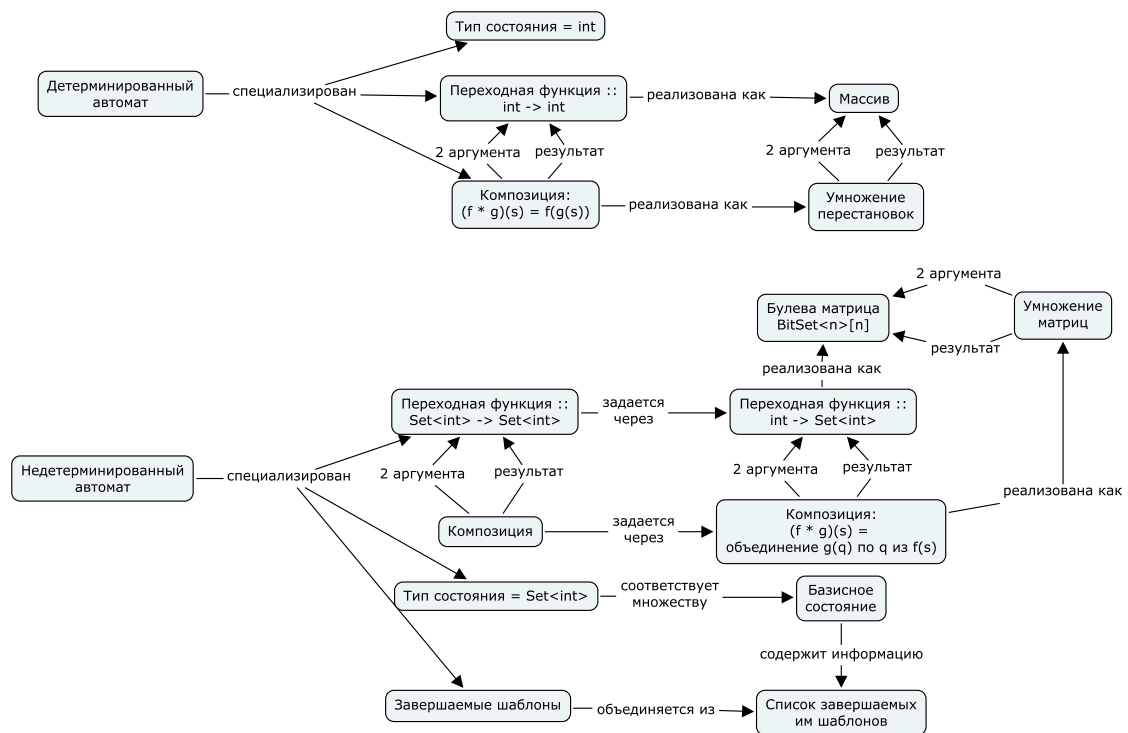 Тип состояния = int
Детерминированный
автомат
специализирован
Переходная функция ::
int -> int
реализована как
Массив
2 аргумента
результат
2 аргумента
результат
Композиция:
(f * g)(s) = f(g(s))
реализована как
Умножение
перестановок
2 аргумента
Булева матрица
BitSet<n>[n]
Умножение
матриц
результат
реализована как
Переходная функция ::
Set<int> -> Set<int>
задается
через
Переходная функция ::
int -> Set<int>
Недетерминированный
автомат
специализирован
2 аргумента
результат
2 аргумента
результат
реализована как
Композиция
задается
через
Композиция:
(f * g)(s) =
объединение g(q) по q из f(s)
Тип состояния = Set<int>
соответствует
множеству
Базисное
состояние
содержит информацию
Завершаемые шаблоны
объединяется из
Список завершаемых
им шаблонов